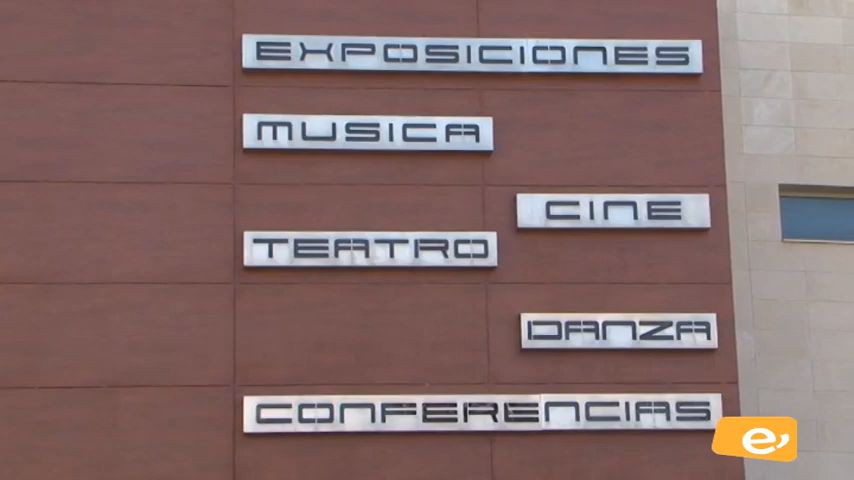 EXPOSICIONES
MUSICA
CINE
TEATRO
DANZA
CONFERENCIAS
e